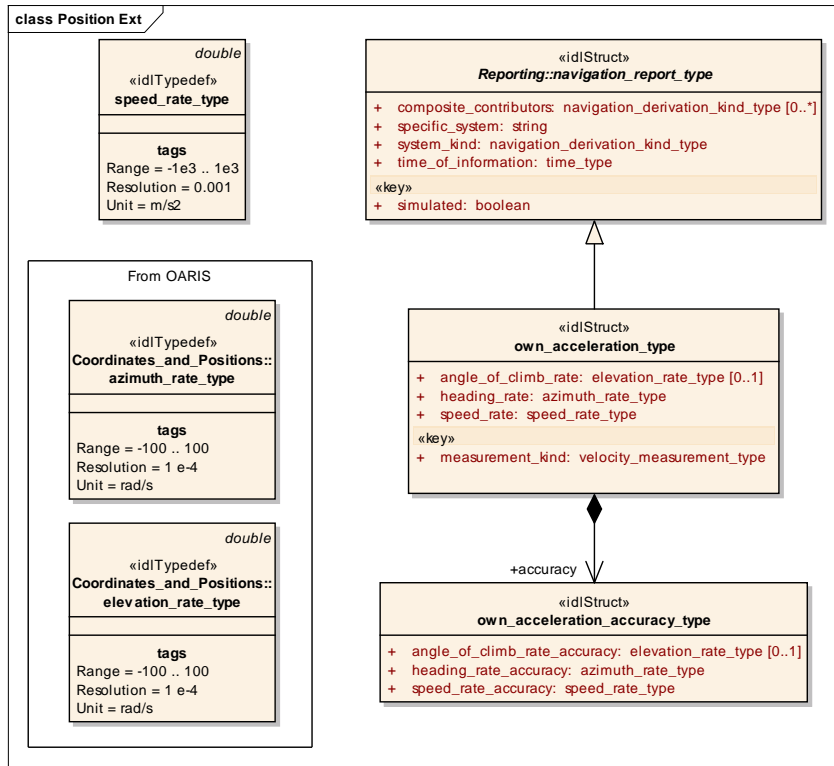 class Position Ext
double
«idlTypedef»
speed_rate_type
tags
Range = -1e3 .. 1e3
Resolution = 0.001
Unit = m/s2
«idlStruct»
Reporting::navigation_report_type
+ composite_contributors: navigation_derivation_kind_type [0..*]
+ specific_system: string
+ system_kind: navigation_derivation_kind_type
+ time_of_information: time_type
«key»
+ simulated: boolean
From OARIS
double
«idlTypedef»
Coordinates_and_Positions::
azimuth_rate_type
tags
Range = -100 .. 100
Resolution = 1 e-4
Unit = rad/s
double
«idlTypedef»
Coordinates_and_Positions::
elevation_rate_type
tags
Range = -100 .. 100
Resolution = 1 e-4
Unit = rad/s
«idlStruct»
own_acceleration_type
+ angle_of_climb_rate: elevation_rate_type [0..1]
+ heading_rate: azimuth_rate_type
+ speed_rate: speed_rate_type
«key»
+ measurement_kind: velocity_measurement_type
+accuracy
«idlStruct»
own_acceleration_accuracy_type
+ angle_of_climb_rate_accuracy: elevation_rate_type [0..1]
+ heading_rate_accuracy: azimuth_rate_type
+ speed_rate_accuracy: speed_rate_type